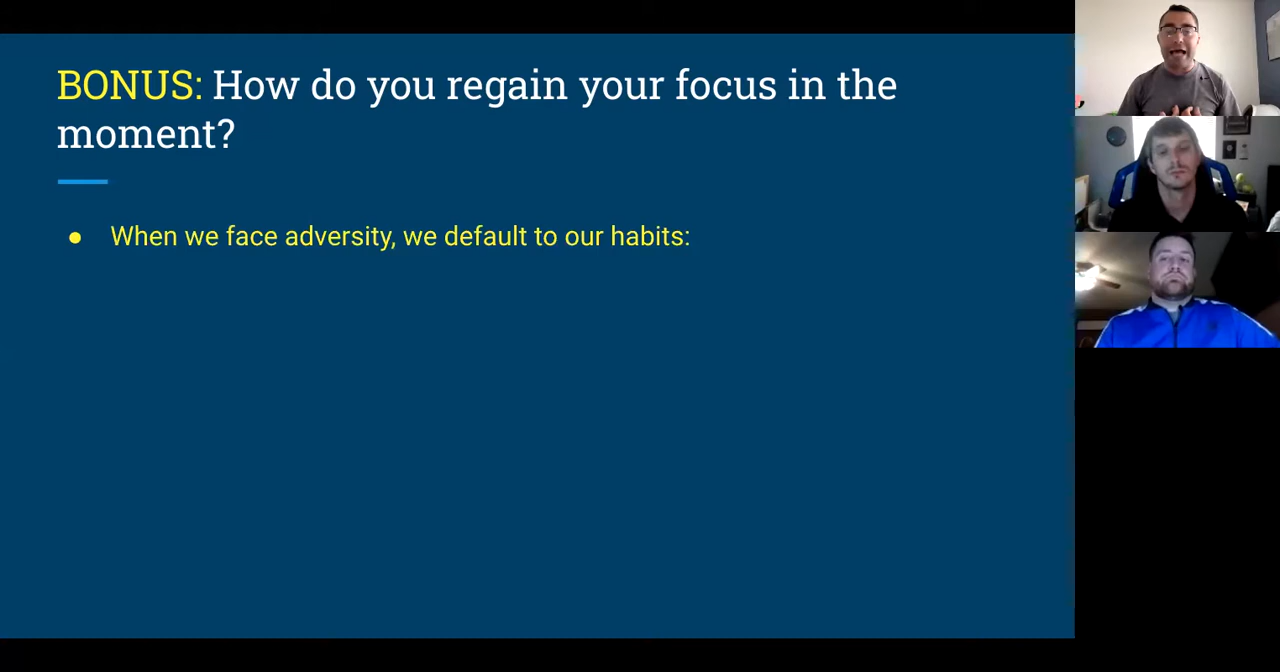 BONUS: How do you regain your focus in the
moment?
● When we face adversity, we default to our habits: